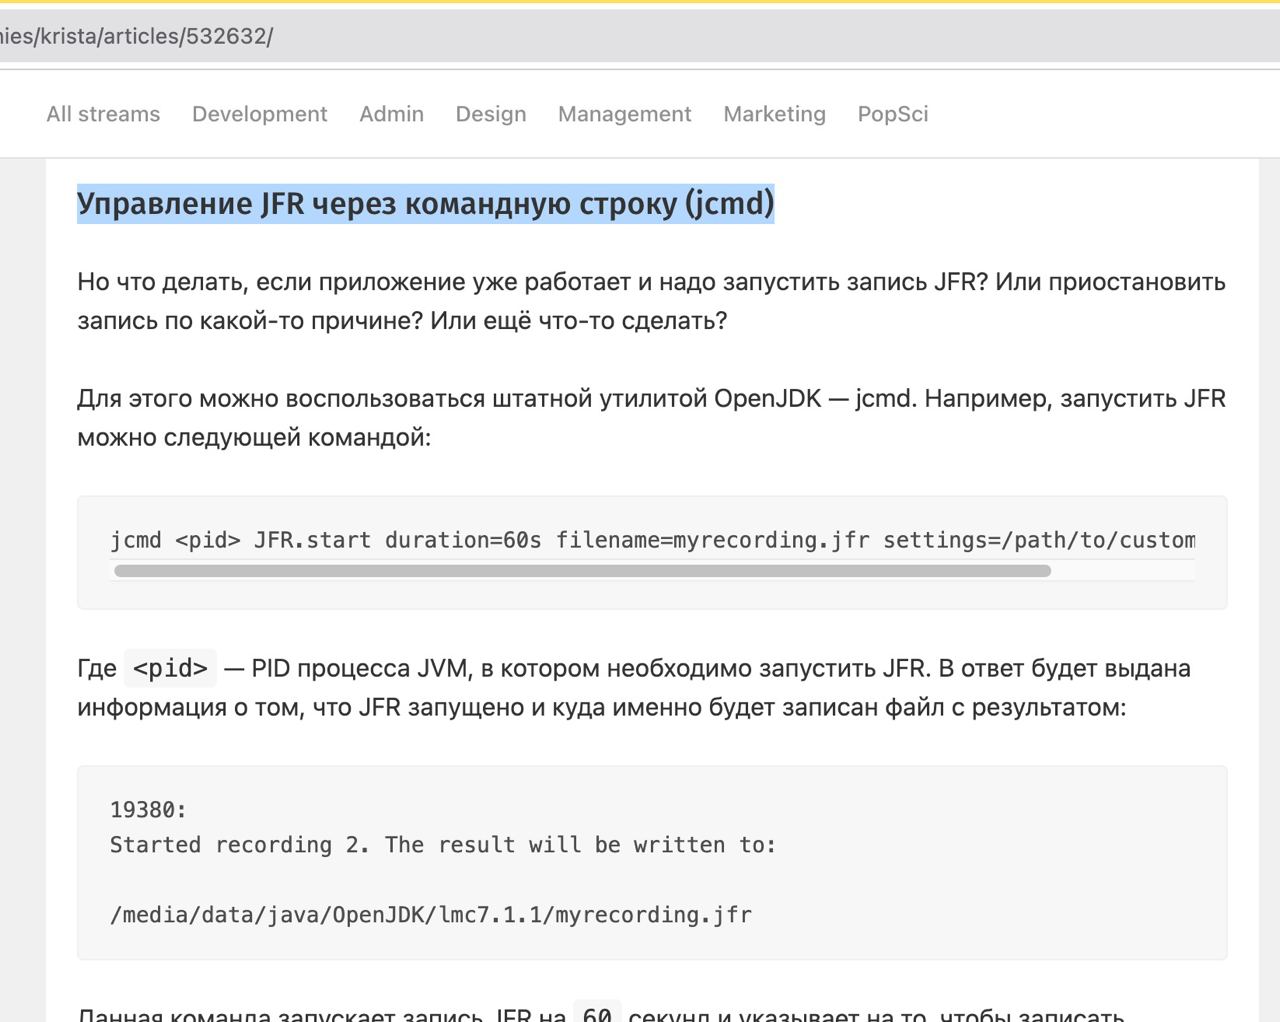 nies/krista/articles/532632/
All streams Development Admin Design Management Marketing PopSci
Управление JFR через командную строку (jcmd)
Но что делать, если приложение уже работает и надо запустить запись JFR? Или приостановить
запись по какой-то причине? Или ещё что-то сделать?
Для этого можно воспользоваться штатной утилитой OpenJDK — jcmd. Например, запустить JFR
можно следующей командой:
jcmd <pid> JFR.start duration=60s filename=myrecording.jfr settings=/path/to/custom
Где <pid> — PID процесса JVM, в котором необходимо запустить JFR. В ответ будет выдана
информация о том, что JFR запущено и куда именно будет записан файл с результатом:
19380:
Started recording 2. The result will be written to:
/media/data/java/OpenJDK/lmc7.1.1/myrecording.jfr
Данная команда запускает запись JFR на 60 секунд и указывает на то, чтобы записать